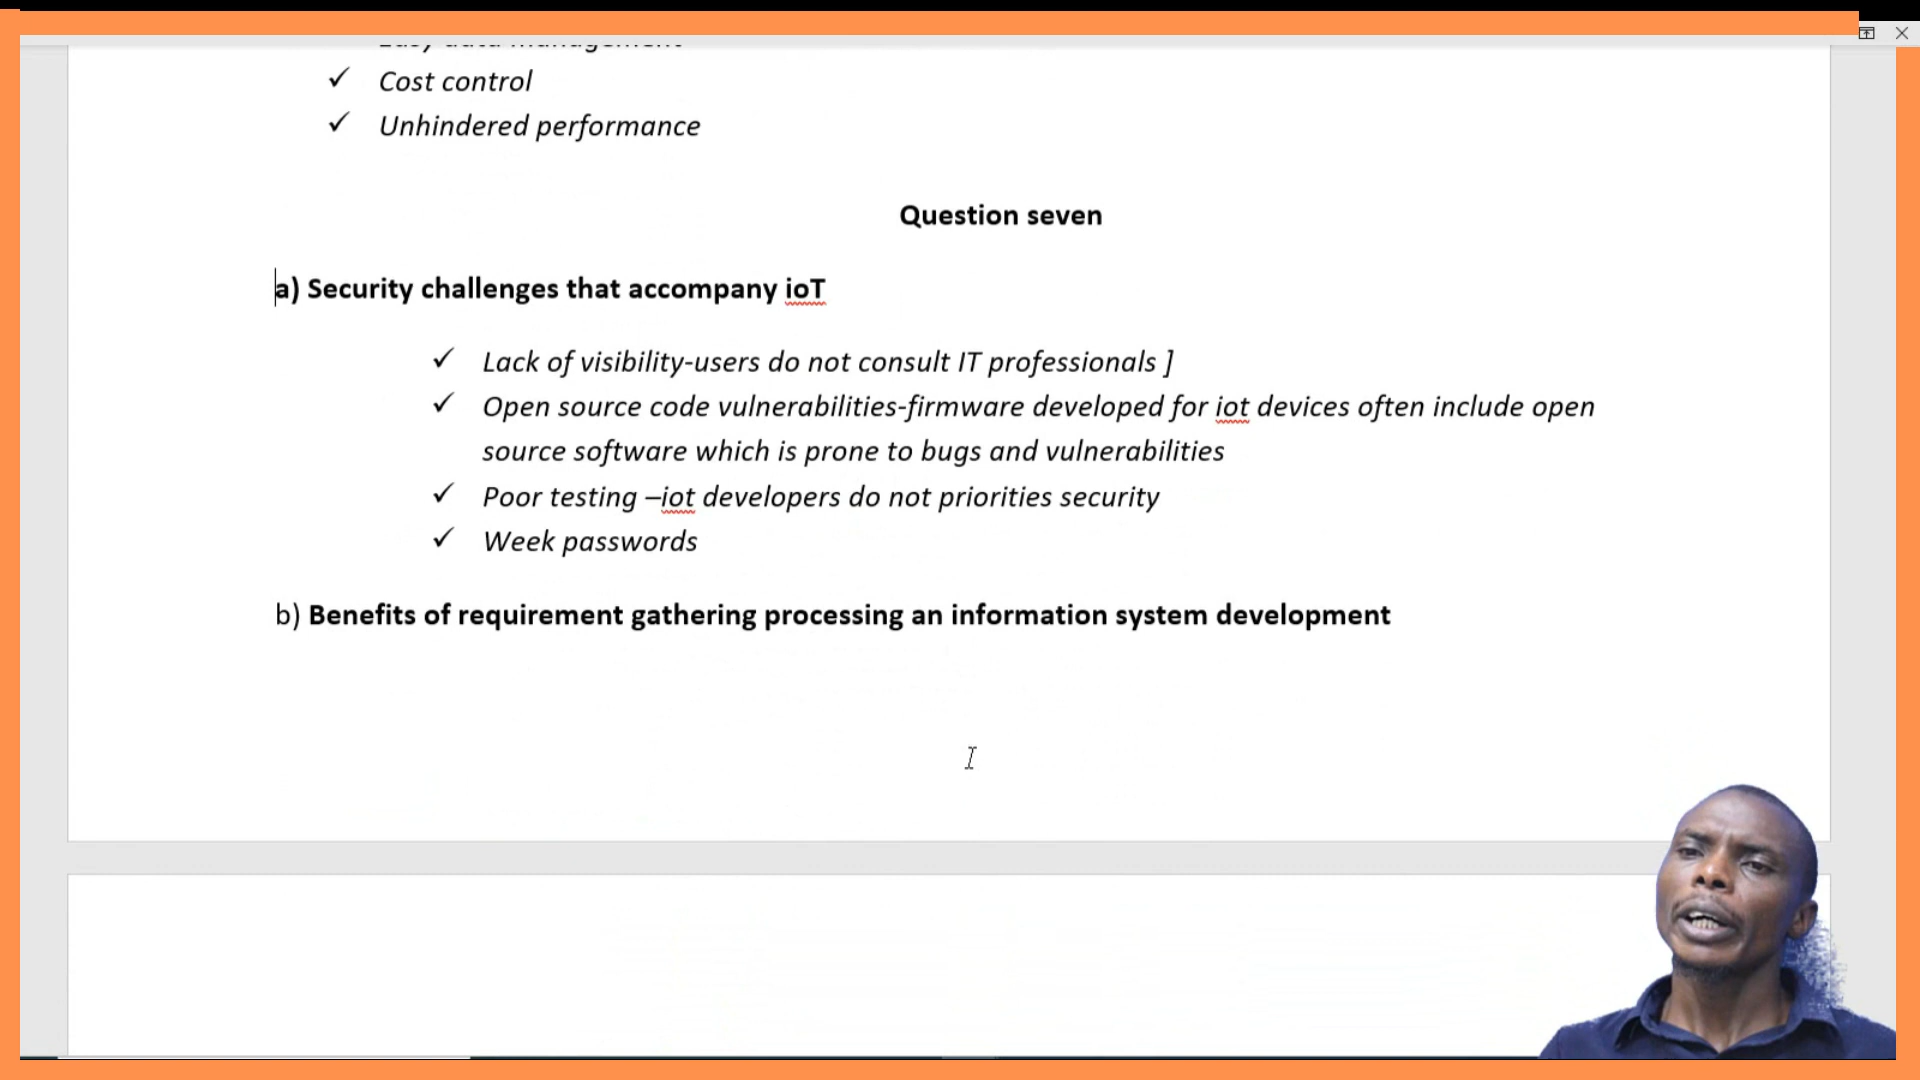 Easy data management
✓ Cost control
✓ Unhindered performance
Question seven
a) Security challenges that accompany ioT
✓ Lack of visibility-users do not consult IT professionals ]
✓ Open source code vulnerabilities-firmware developed for iot devices often include open
source software which is prone to bugs and vulnerabilities
✓ Poor testing –iot developers do not priorities security
✓ Week passwords
b) Benefits of requirement gathering processing an information system development